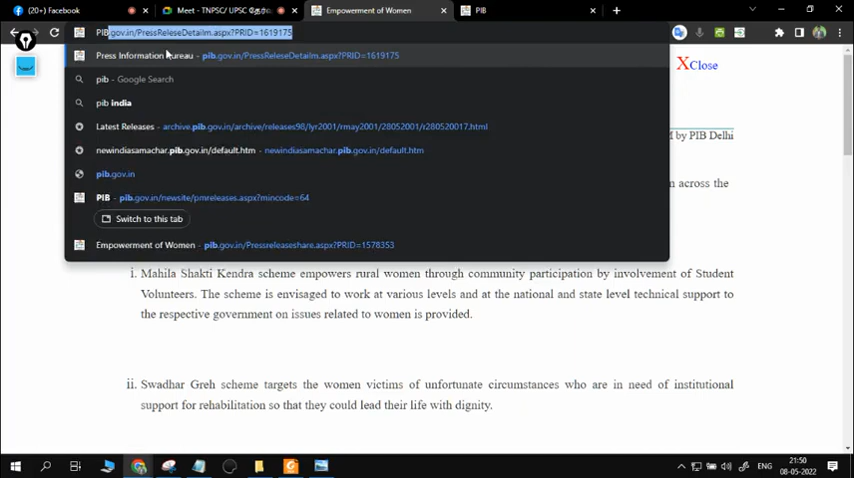 (20+) Facebook
Meet - TNPSC/ UPSC
Empowerment of Women
PIB
PIB.gov.in/PressReleseDetailm.aspx?PRID=1619175
Press Information Bureau - pib.gov.in/PressReleseDetailm.aspx?PRID=1619175
XClose
pib - Google Search
pib india
Latest Releases - archive.pib.gov.in/archive/releases98/lyr2001/rmay2001/28052001/r280520017.html
M by PIB Delhi
newindiasamachar.pib.gov.in/default.htm - newindiasamachar.pib.gov.in/default.htm
pib.gov.in
n across the
PIB - pib.gov.in/newsite/pmreleases.aspx?mincode=64
Switch to this tab
Empowerment of Women - pib.gov.in/Pressreleaseshare.aspx?PRID=1578353
i. Mahila Shakti Kendra scheme empowers rural women through community participation by involvement of Student
Volunteers. The scheme is envisaged to work at various levels and at the national and state level technical support to
the respective government on issues related to women is provided.
ii. Swadhar Greh scheme targets the women victims of unfortunate circumstances who are in need of institutional
support for rehabilitation so that they could lead their life with dignity.
ENG
21:50
08-05-2022